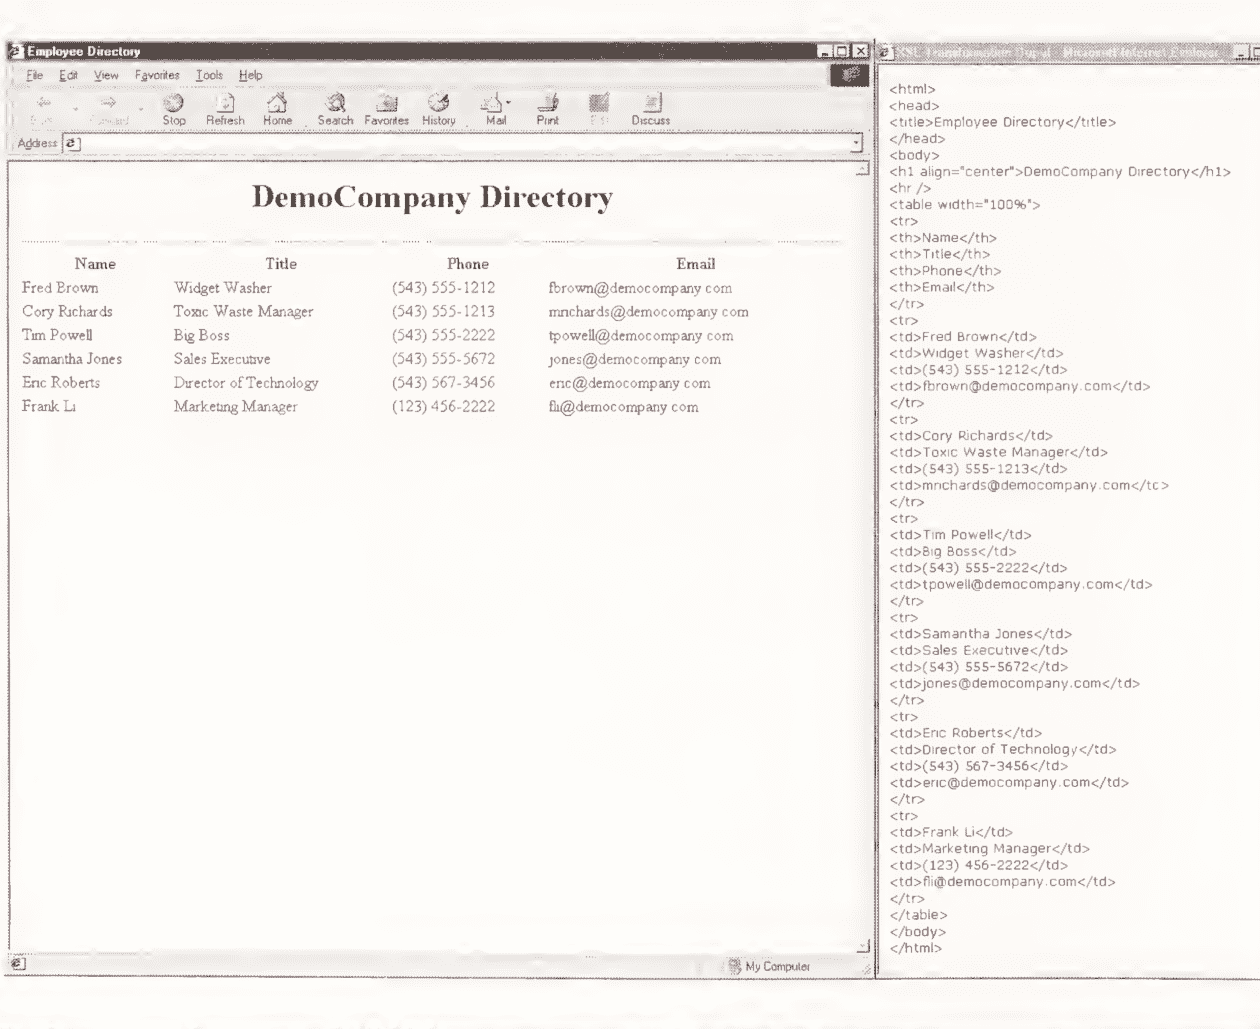 Employee Directory
File Edit View Favorites Tools Help
Stop Refresh Home Search Favorites History Mail Print Discuss
Address
DemoCompany Directory
Name Title Phone Email
Fred Brown Widget Washer (543) 555-1212 fbrown@democompany.com
Cory Richards Toxic Waste Manager (543) 555-1213 mrichards@democompany.com
Tim Powell Big Boss (543) 555-2222 tpowell@democompany.com
Samantha Jones Sales Executive (543) 555-5672 jones@democompany.com
Eric Roberts Director of Technology (543) 567-3456 eric@democompany.com
Frank Li Marketing Manager (123) 456-2222 fli@democompany.com
My Computer
<html>
<head>
<title>Employee Directory</title>
</head>
<body>
<h1 align="center">DemoCompany Directory</h1>
<hr />
<table width="100%">
<tr>
<th>Name</th>
<th>Title</th>
<th>Phone</th>
<th>Email</th>
</tr>
<tr>
<td>Fred Brown</td>
<td>Widget Washer</td>
<td>(543) 555-1212</td>
<td>fbrown@democompany.com</td>
</tr>
<tr>
<td>Cory Richards</td>
<td>Toxic Waste Manager</td>
<td>(543) 555-1213</td>
<td>mrichards@democompany.com</td>
</tr>
<tr>
<td>Tim Powell</td>
<td>Big Boss</td>
<td>(543) 555-2222</td>
<td>tpowell@democompany.com</td>
</tr>
<tr>
<td>Samantha Jones</td>
<td>Sales Executive</td>
<td>(543) 555-5672</td>
<td>jones@democompany.com</td>
</tr>
<tr>
<td>Eric Roberts</td>
<td>Director of Technology</td>
<td>(543) 567-3456</td>
<td>eric@democompany.com</td>
</tr>
<tr>
<td>Frank Li</td>
<td>Marketing Manager</td>
<td>(123) 456-2222</td>
<td>fli@democompany.com</td>
</tr>
</table>
</body>
</html>